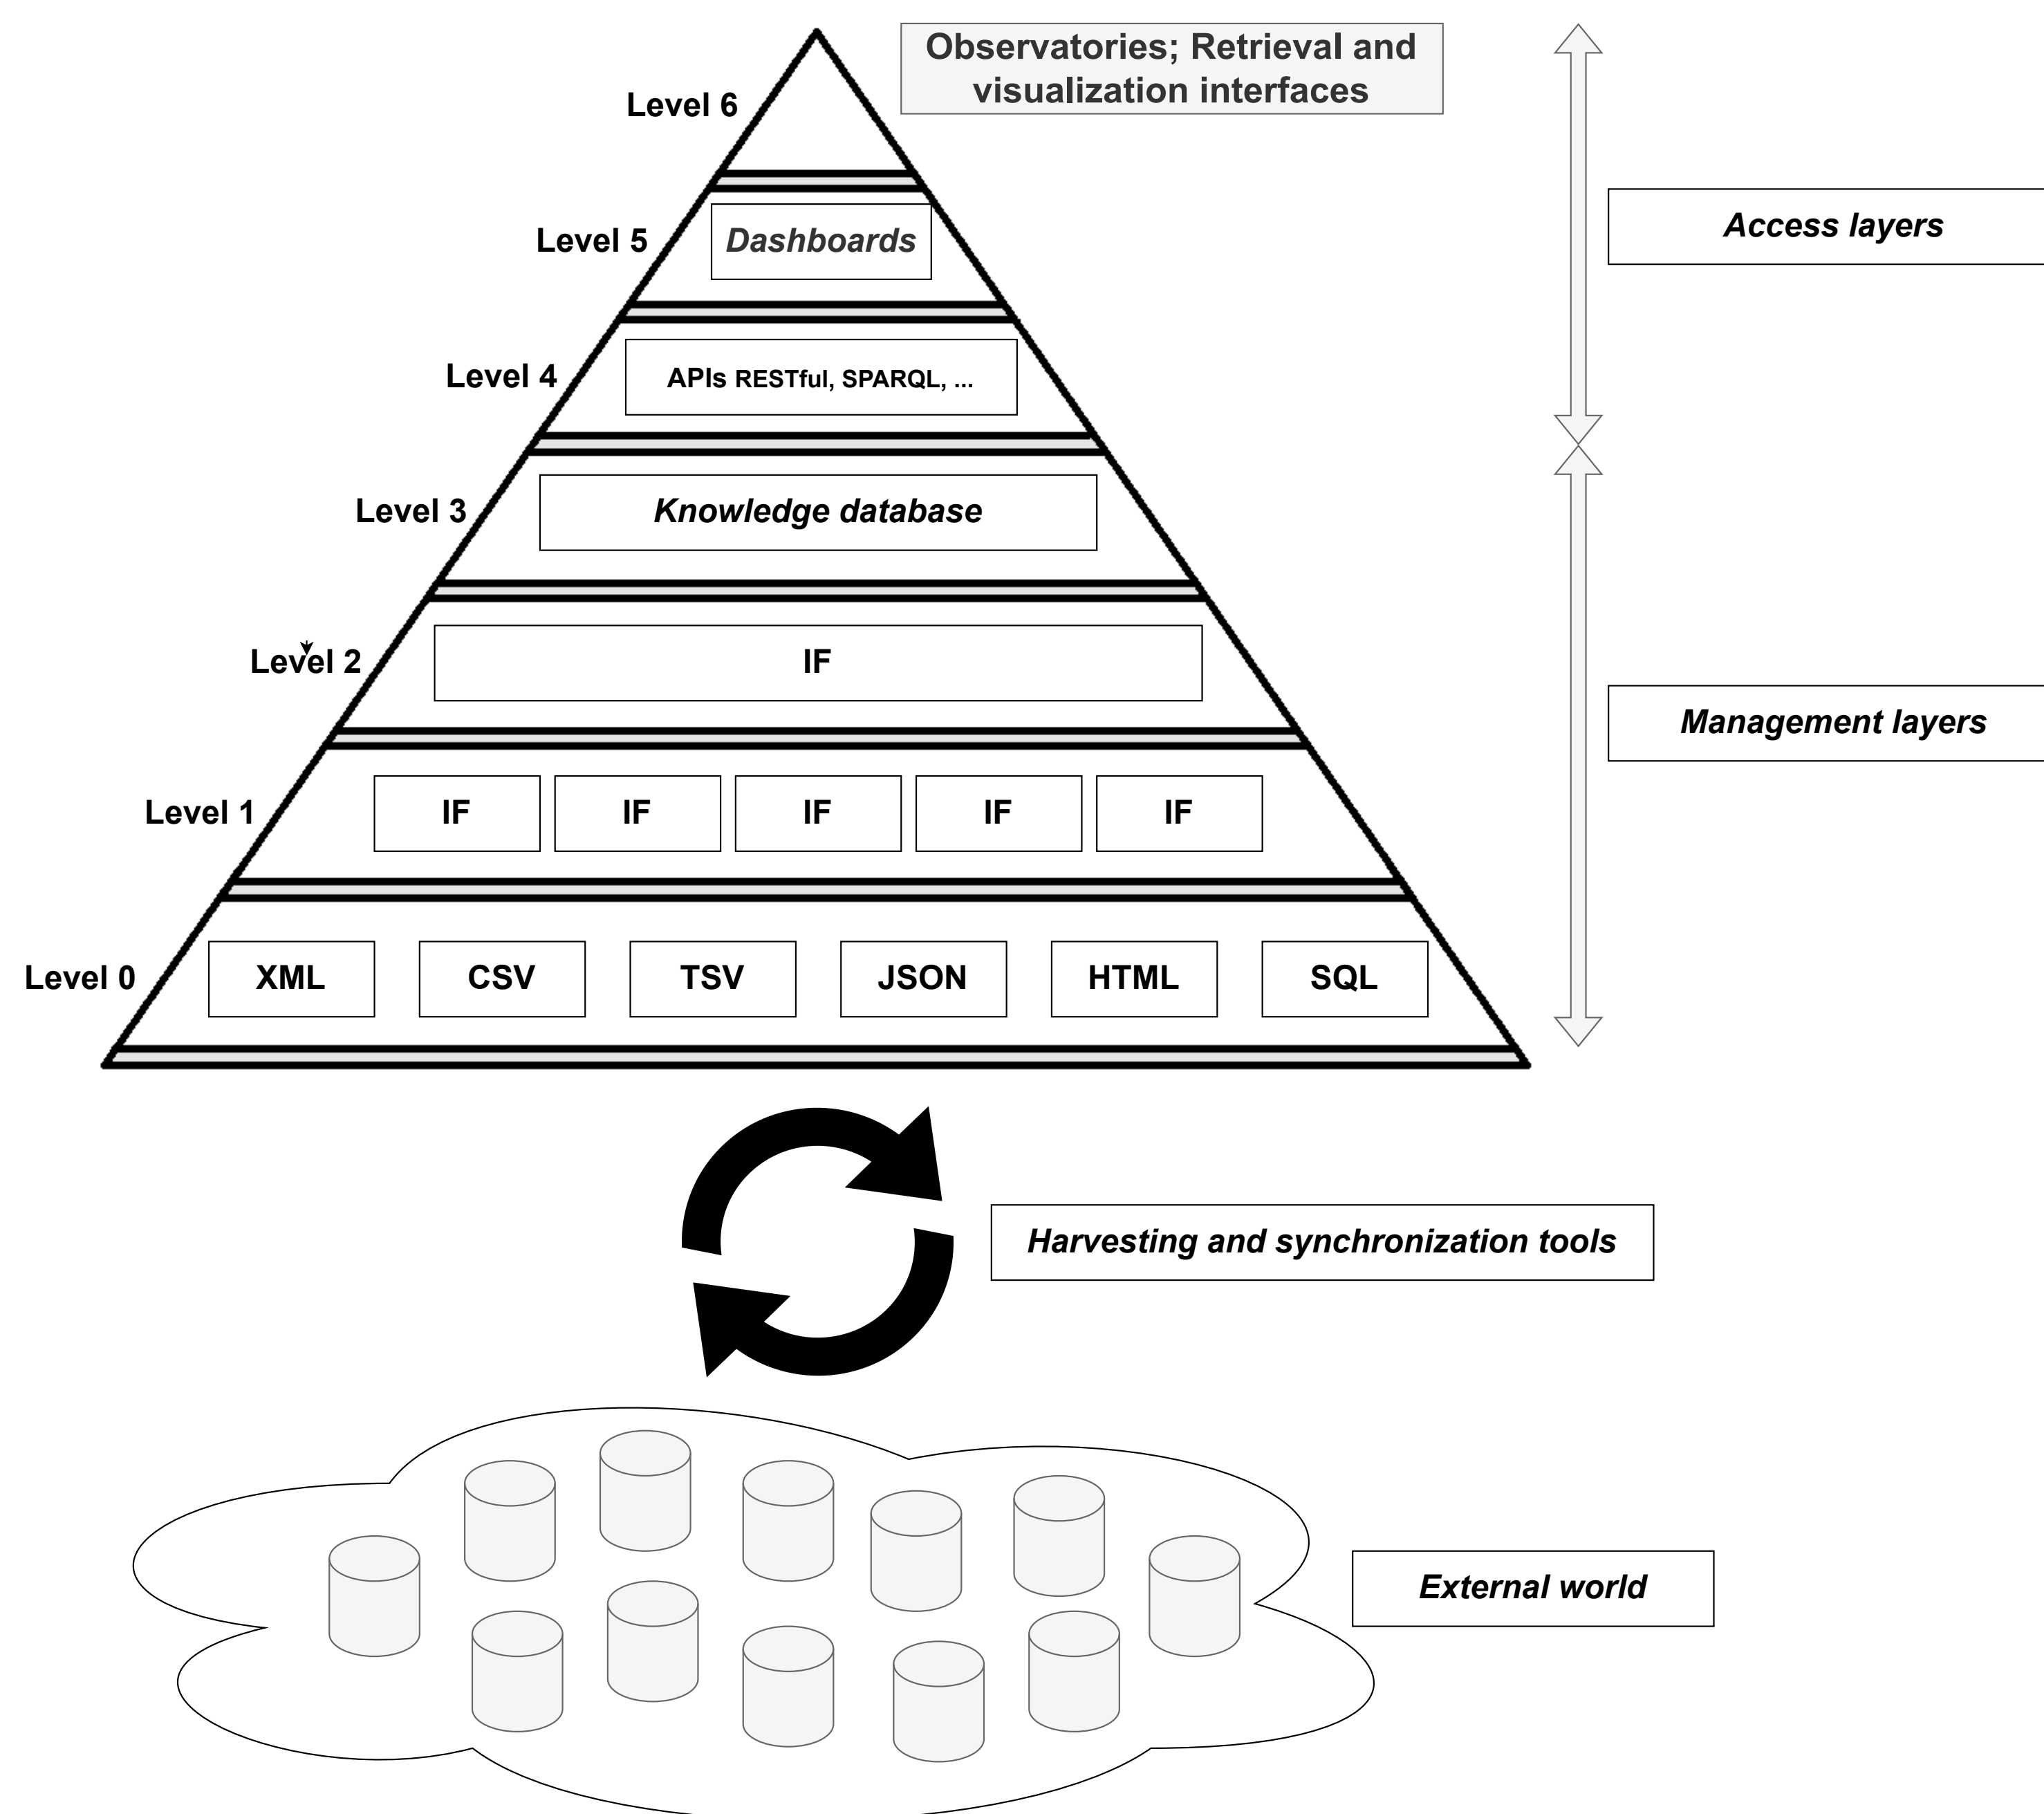 Observatories; Retrieval and
visualization interfaces
Level 6
Access layers
Level 5
Dashboards
Level 4
APIs RESTful, SPARQL, ...
Level 3
Knowledge database
Level 2
IF
Management layers
Level 1
IF IF IF IF IF
Level 0
XML CSV TSV JSON HTML SQL
Harvesting and synchronization tools
External world